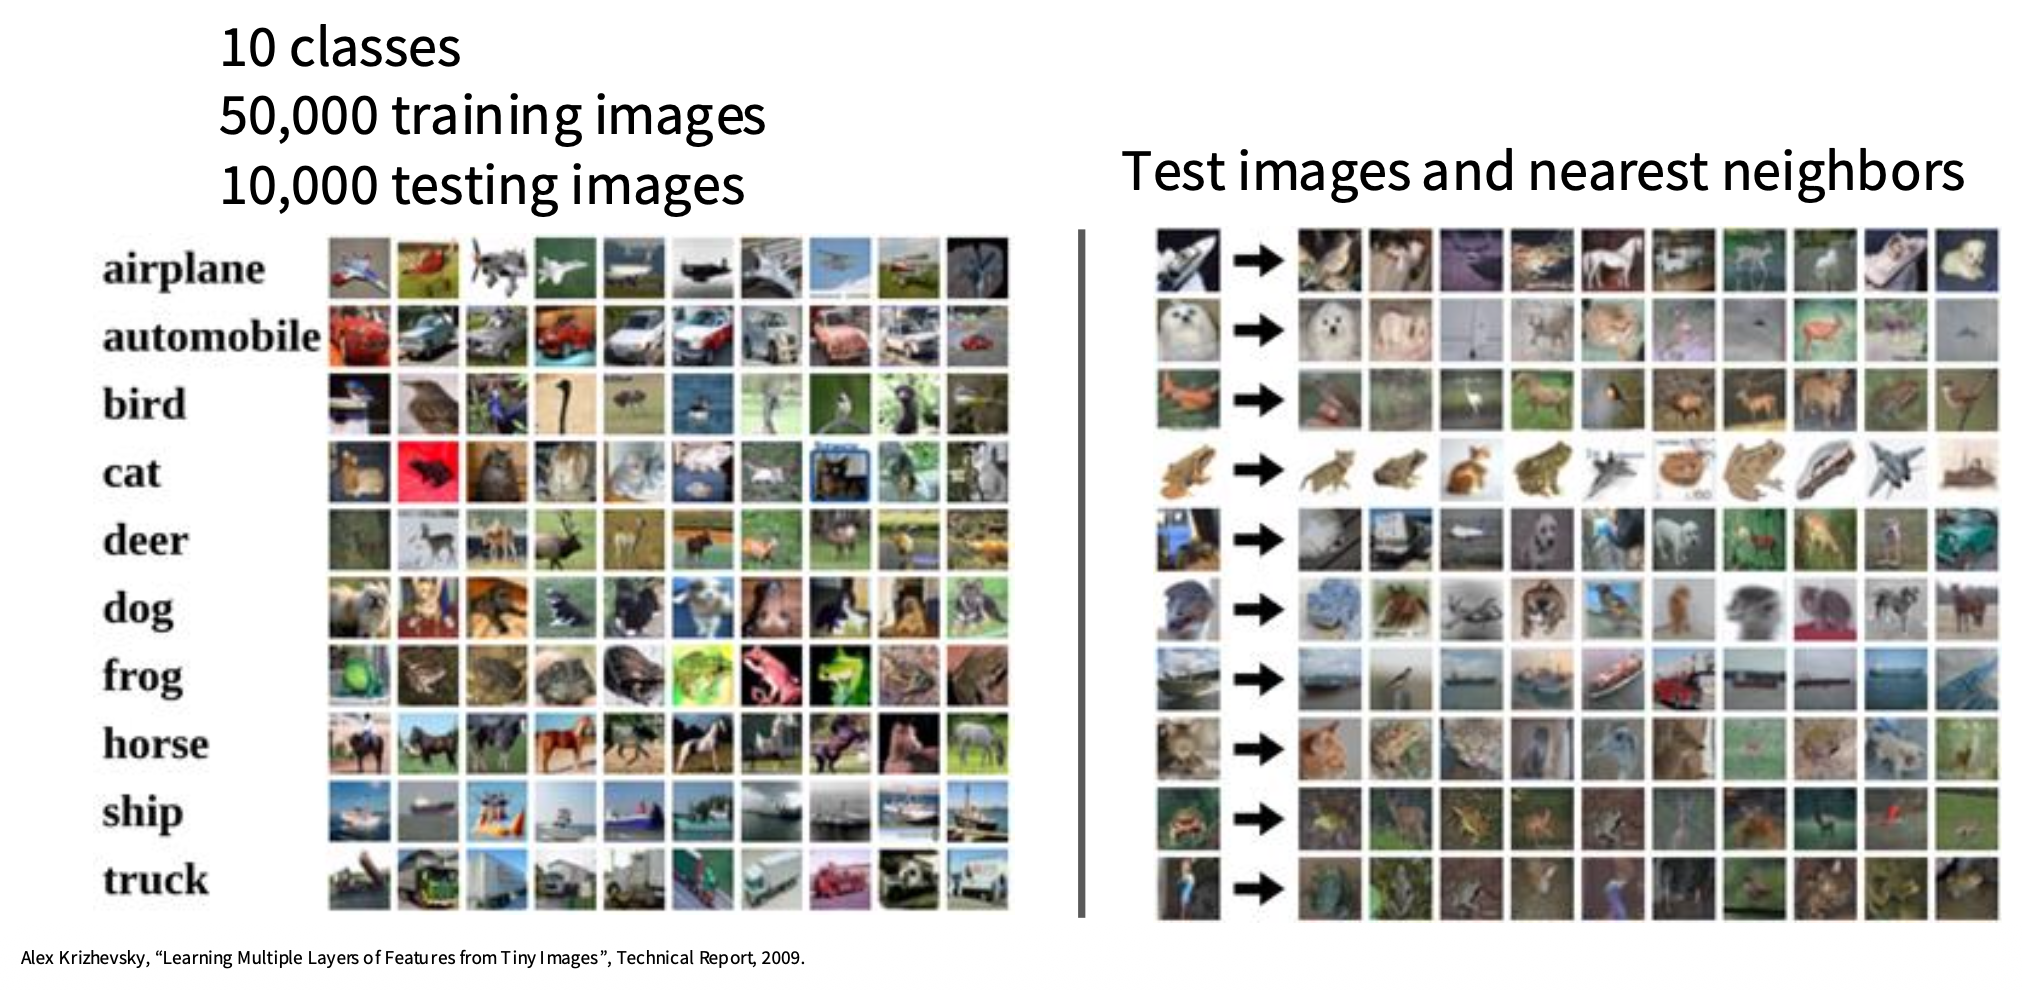 10 classes
50,000 training images
10,000 testing images
Test images and nearest neighbors
airplane
automobile
bird
cat
deer
dog
frog
horse
ship
truck
Alex Krizhevsky, “Learning Multiple Layers of Features from Tiny Images”, Technical Report, 2009.